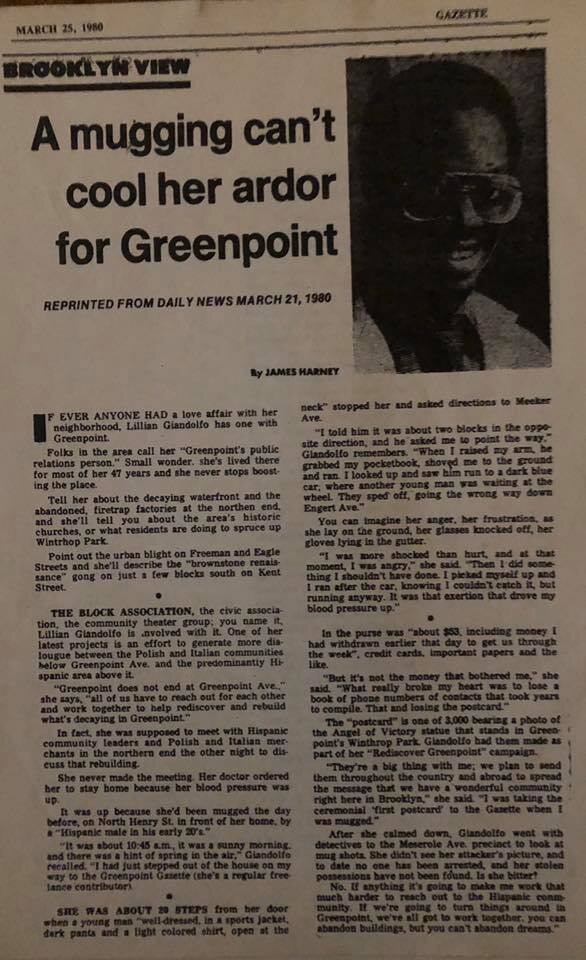 MARCH 25, 1980
GAZETTE
BROOKLYN VIEW
A mugging can't
cool her ardor
for Greenpoint
REPRINTED FROM DAILY NEWS MARCH 21, 1980
By JAMES HARNEY
IF EVER ANYONE HAD a love affair with her
neighborhood, Lillian Giandolfo has one with
Greenpoint.
Folks in the area call her "Greenpoint's public
relations person." Small wonder. she's lived there
for most of her 47 years and she never stops boost-
ing the place.
Tell her about the decaying waterfront and the
abandoned, firetrap factories at the northen end,
and she'll tell you about the area's historic
churches, or what residents are doing to spruce up
Wintrhop Park.
Point out the urban blight on Freeman and Eagle
Streets and she'll describe the "brownstone renais-
sance" gong on just a few blocks south on Kent
Street.
THE BLOCK ASSOCIATION, the civic associa-
tion, the community theater group; you name it,
Lillian Giandolfo is .nvolved with it. One of her
latest projects is an effort to generate more dia-
lougue between the Polish and Italian communities
below Greenpoint Ave. and the predominantly Hi-
spanic area above it.
"Greenpoint does not end at Greenpoint Ave.,"
she says, "all of us have to reach out for each other
and work together to help rediscover and rebuild
what's decaying in Greenpoint."
In fact, she was supposed to meet with Hispanic
community leaders and Polish and Italian mer-
chants in the northern end the other night to dis-
cuss that rebuilding.
She never made the meeting. Her doctor ordered
her to stay home because her blood pressure was
up.
It was up because she'd been mugged the day
before, on North Henry St. in front of her home, by
a "Hispanic male in his early 20's."
"It was about 10:45 a.m., it was a sunny morning,
and there was a hint of spring in the air," Giandolfo
recalled. "I had just stepped out of the house on my
way to the Greenpoint Gazette (she's a regular free-
lance contributor).
SHE WAS ABOUT 20 STEPS from her door
when a young man "well-dressed, in a sports jacket,
dark pants and a light colored shirt, open at the
neck" stopped her and asked directions to Meeker
Ave.
"I told him it was about two blocks in the oppo-
site direction, and he asked me to point the way,"
Giandolfo remembers. "When I raised my arm, he
grabbed my pocketbook, shoved me to the ground
and ran. I looked up and saw him run to a dark blue
car, where another young man was waiting at the
wheel. They sped off, going the wrong way down
Engert Ave."
You can imagine her anger, her frustration, as
she lay on the ground, her glasses knocked off, her
gloves lying in the gutter.
"I was more shocked than hurt, and at that
moment, I was angry," she said. "Then I did some-
thing I shouldn't have done. I picked myself up and
I ran after the car, knowing I couldn't catch it, but
running anyway. It was that exertion that drove my
blood pressure up."
In the purse was "about $53, including money I
had withdrawn earlier that day to get us through
the week", credit cards, important papers and the
like.
"But it's not the money that bothered me," she
said. "What really broke my heart was to lose a
book of phone numbers of contacts that took years
to compile. That and losing the postcard."
The "postcard" is one of 3,000 bearing a photo of
the Angel of Victory statue that stands in Green-
point's Winthrop Park. Giandolfo had them made as
part of her "Rediscover Greenpoint" campaign.
"They're a big thing with me; we plan to send
them throughout the country and abroad to spread
the message that we have a wonderful community
right here in Brooklyn," she said. "I was taking the
ceremonial 'first postcard' to the Gazette when I
was mugged."
After she calmed down, Giandolfo went with
detectives to the Meserole Ave. precinct to look at
mug shots. She didn't see her attacker's picture, and
to date no one has been arrested, and her stolen
possessions have not been found. Is she bitter?
No. If anything it's going to make me work that
much harder to reach out to the Hispanic com-
munity. If we're going to turn things around in
Greenpoint, we've all got to work together. you can
abandon buildings, but you can't abandon dreams."